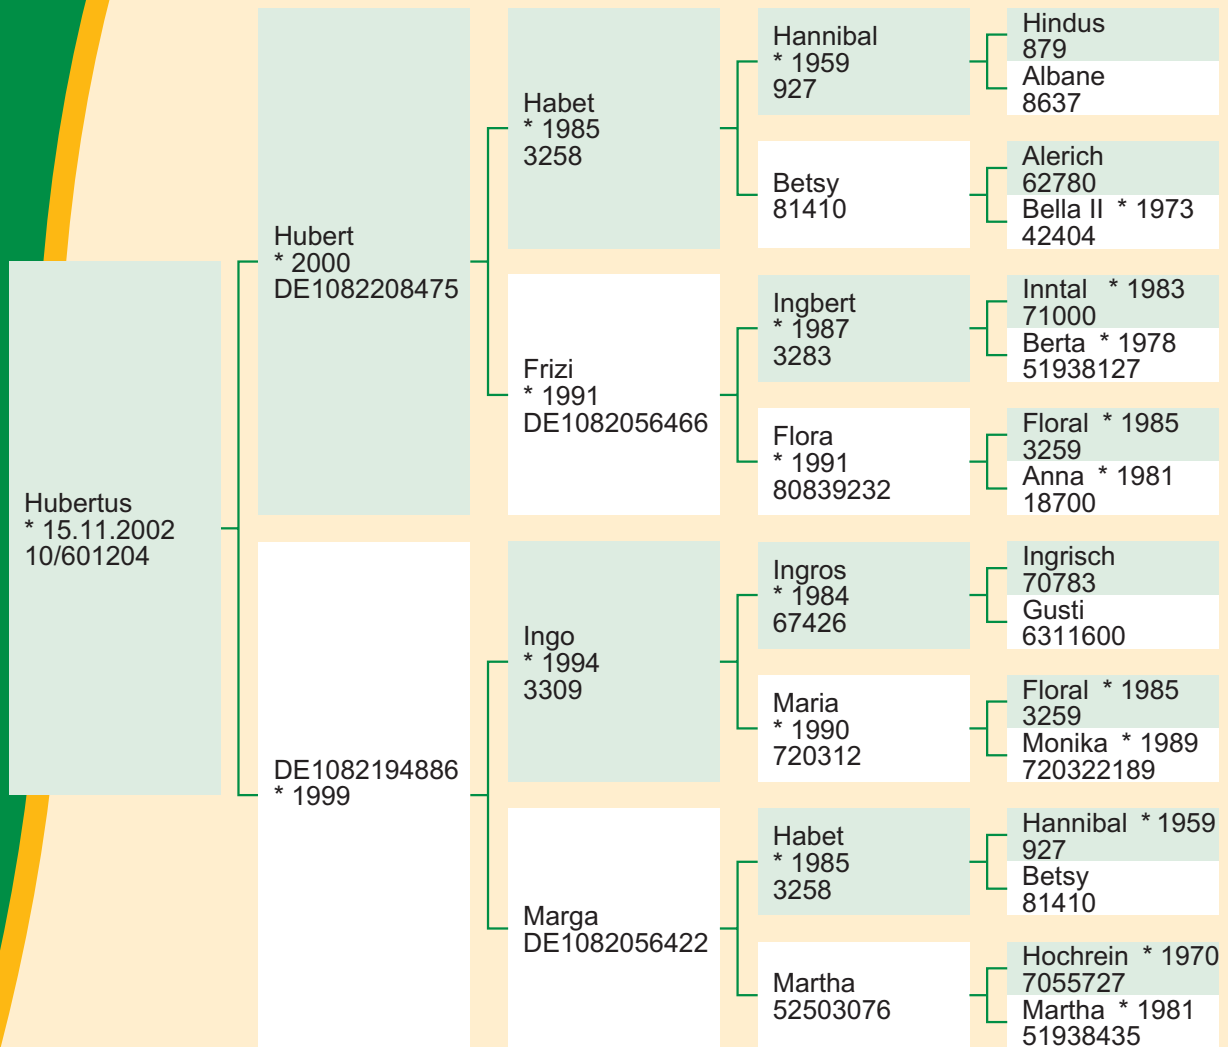 Hubertus
* 15.11.2002
10/601204
Hubert
* 2000
DE1082208475
DE1082194886
* 1999
Habet
* 1985
3258
Frizi
* 1991
DE1082056466
Ingo
* 1994
3309
Marga
DE1082056422
Hannibal
* 1959
927
Betsy
81410
Ingbert
* 1987
3283
Flora
* 1991
80839232
Ingros
* 1984
67426
Maria
* 1990
720312
Habet
* 1985
3258
Martha
52503076
Hindus
879
Albane
8637
Alerich
62780
Bella II * 1973
42404
Inntal * 1983
71000
Berta * 1978
51938127
Floral * 1985
3259
Anna * 1981
18700
Ingrisch
70783
Gusti
6311600
Floral * 1985
3259
Monika * 1989
720322189
Hannibal * 1959
927
Betsy
81410
Hochrein * 1970
7055727
Martha * 1981
51938435